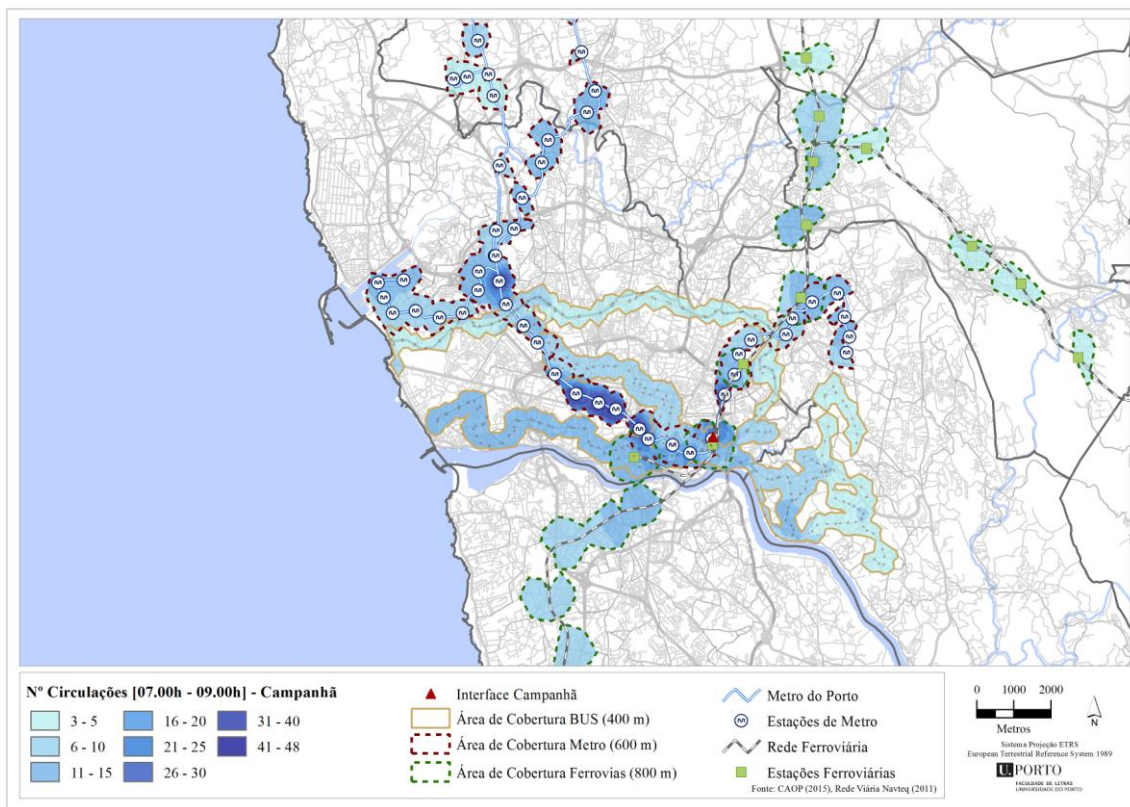 Nº Circulações [07.00h - 09.00h] - Campanhã
3 - 5
6 - 10
11 - 15
16 - 20
21 - 25
26 - 30
31 - 40
41 - 48
Interface Campanhã
Área de Cobertura BUS (400 m)
Área de Cobertura Metro (600 m)
Área de Cobertura Ferrovias (800 m)
Metro do Porto
Estações de Metro
Rede Ferroviária
Estações Ferroviárias
Fonte: CAOP (2015), Rede Viária Navteq (2011)
0 1000 2000
Metros
N
Sistema Projeção ETRS
European Terrestrial Reference System 1989
U. PORTO
FACULDADE DE LETRAS
UNIVERSIDADE DO PORTO